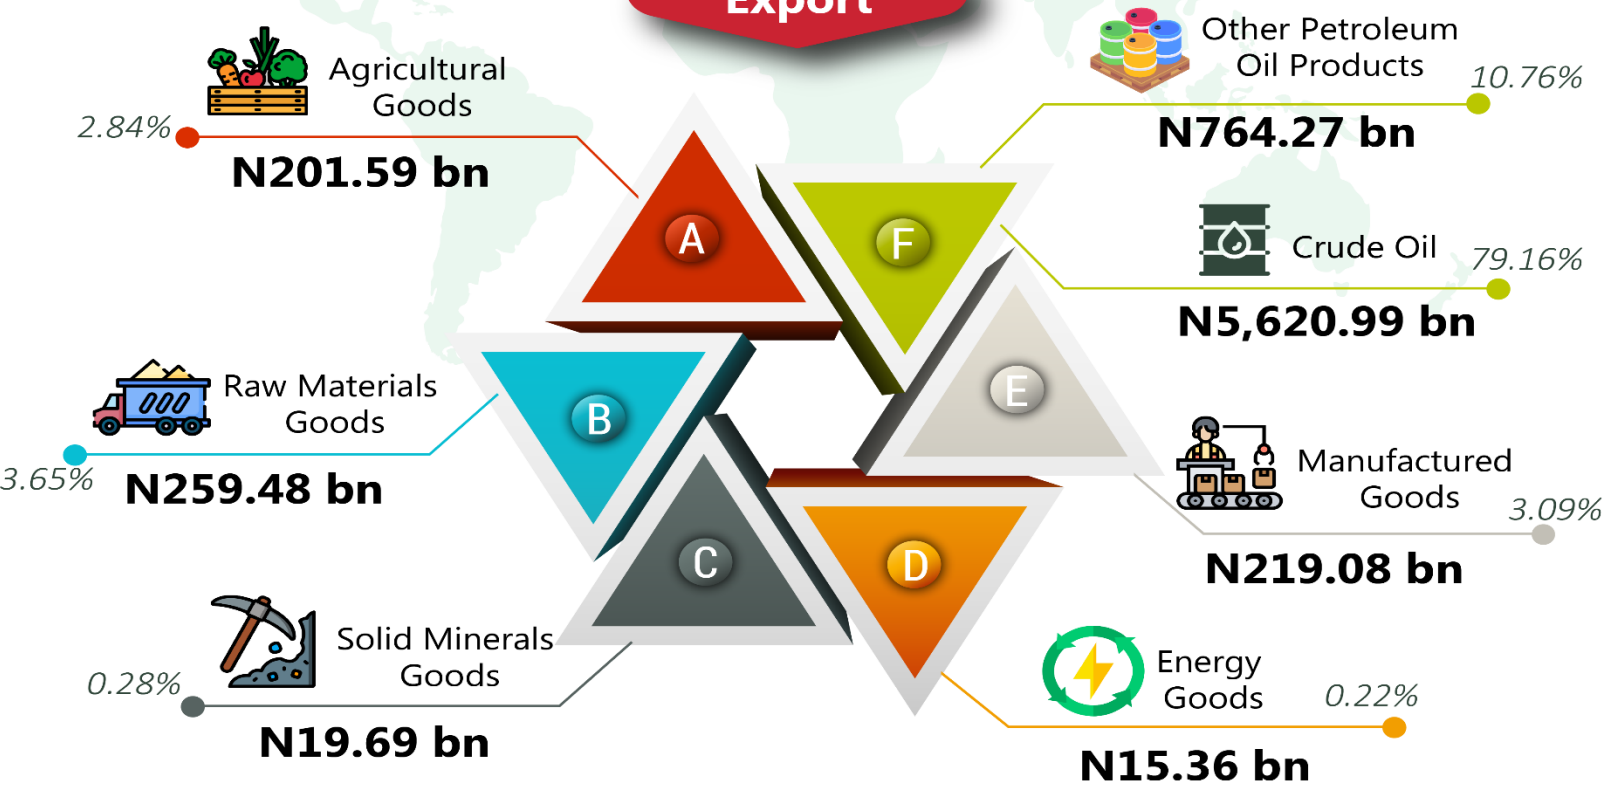 Export
Agricultural
Goods
2.84%
N201.59 bn
Raw Materials
Goods
3.65%
N259.48 bn
Solid Minerals
Goods
0.28%
N19.69 bn
A
B
C
D
E
F
Other Petroleum
Oil Products
10.76%
N764.27 bn
Crude Oil
79.16%
N5,620.99 bn
Manufactured
Goods
3.09%
N219.08 bn
Energy
Goods
0.22%
N15.36 bn